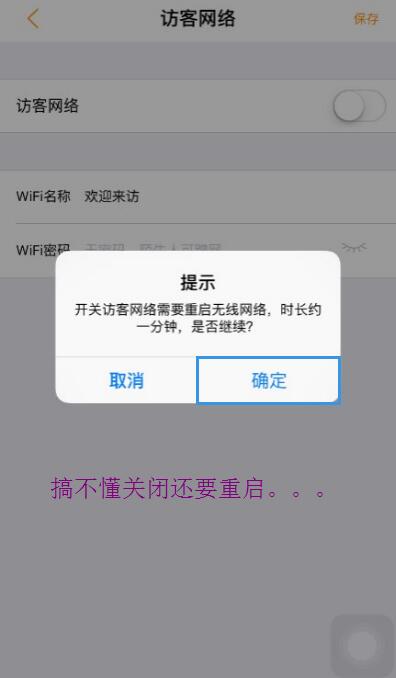 访客网络
保存
访客网络
WiFi名称 欢迎来访
WiFi密码
提示
开关访客网络需要重启无线网络，时长约
一分钟，是否继续？
取消
确定
搞不懂关闭还要重启。。。